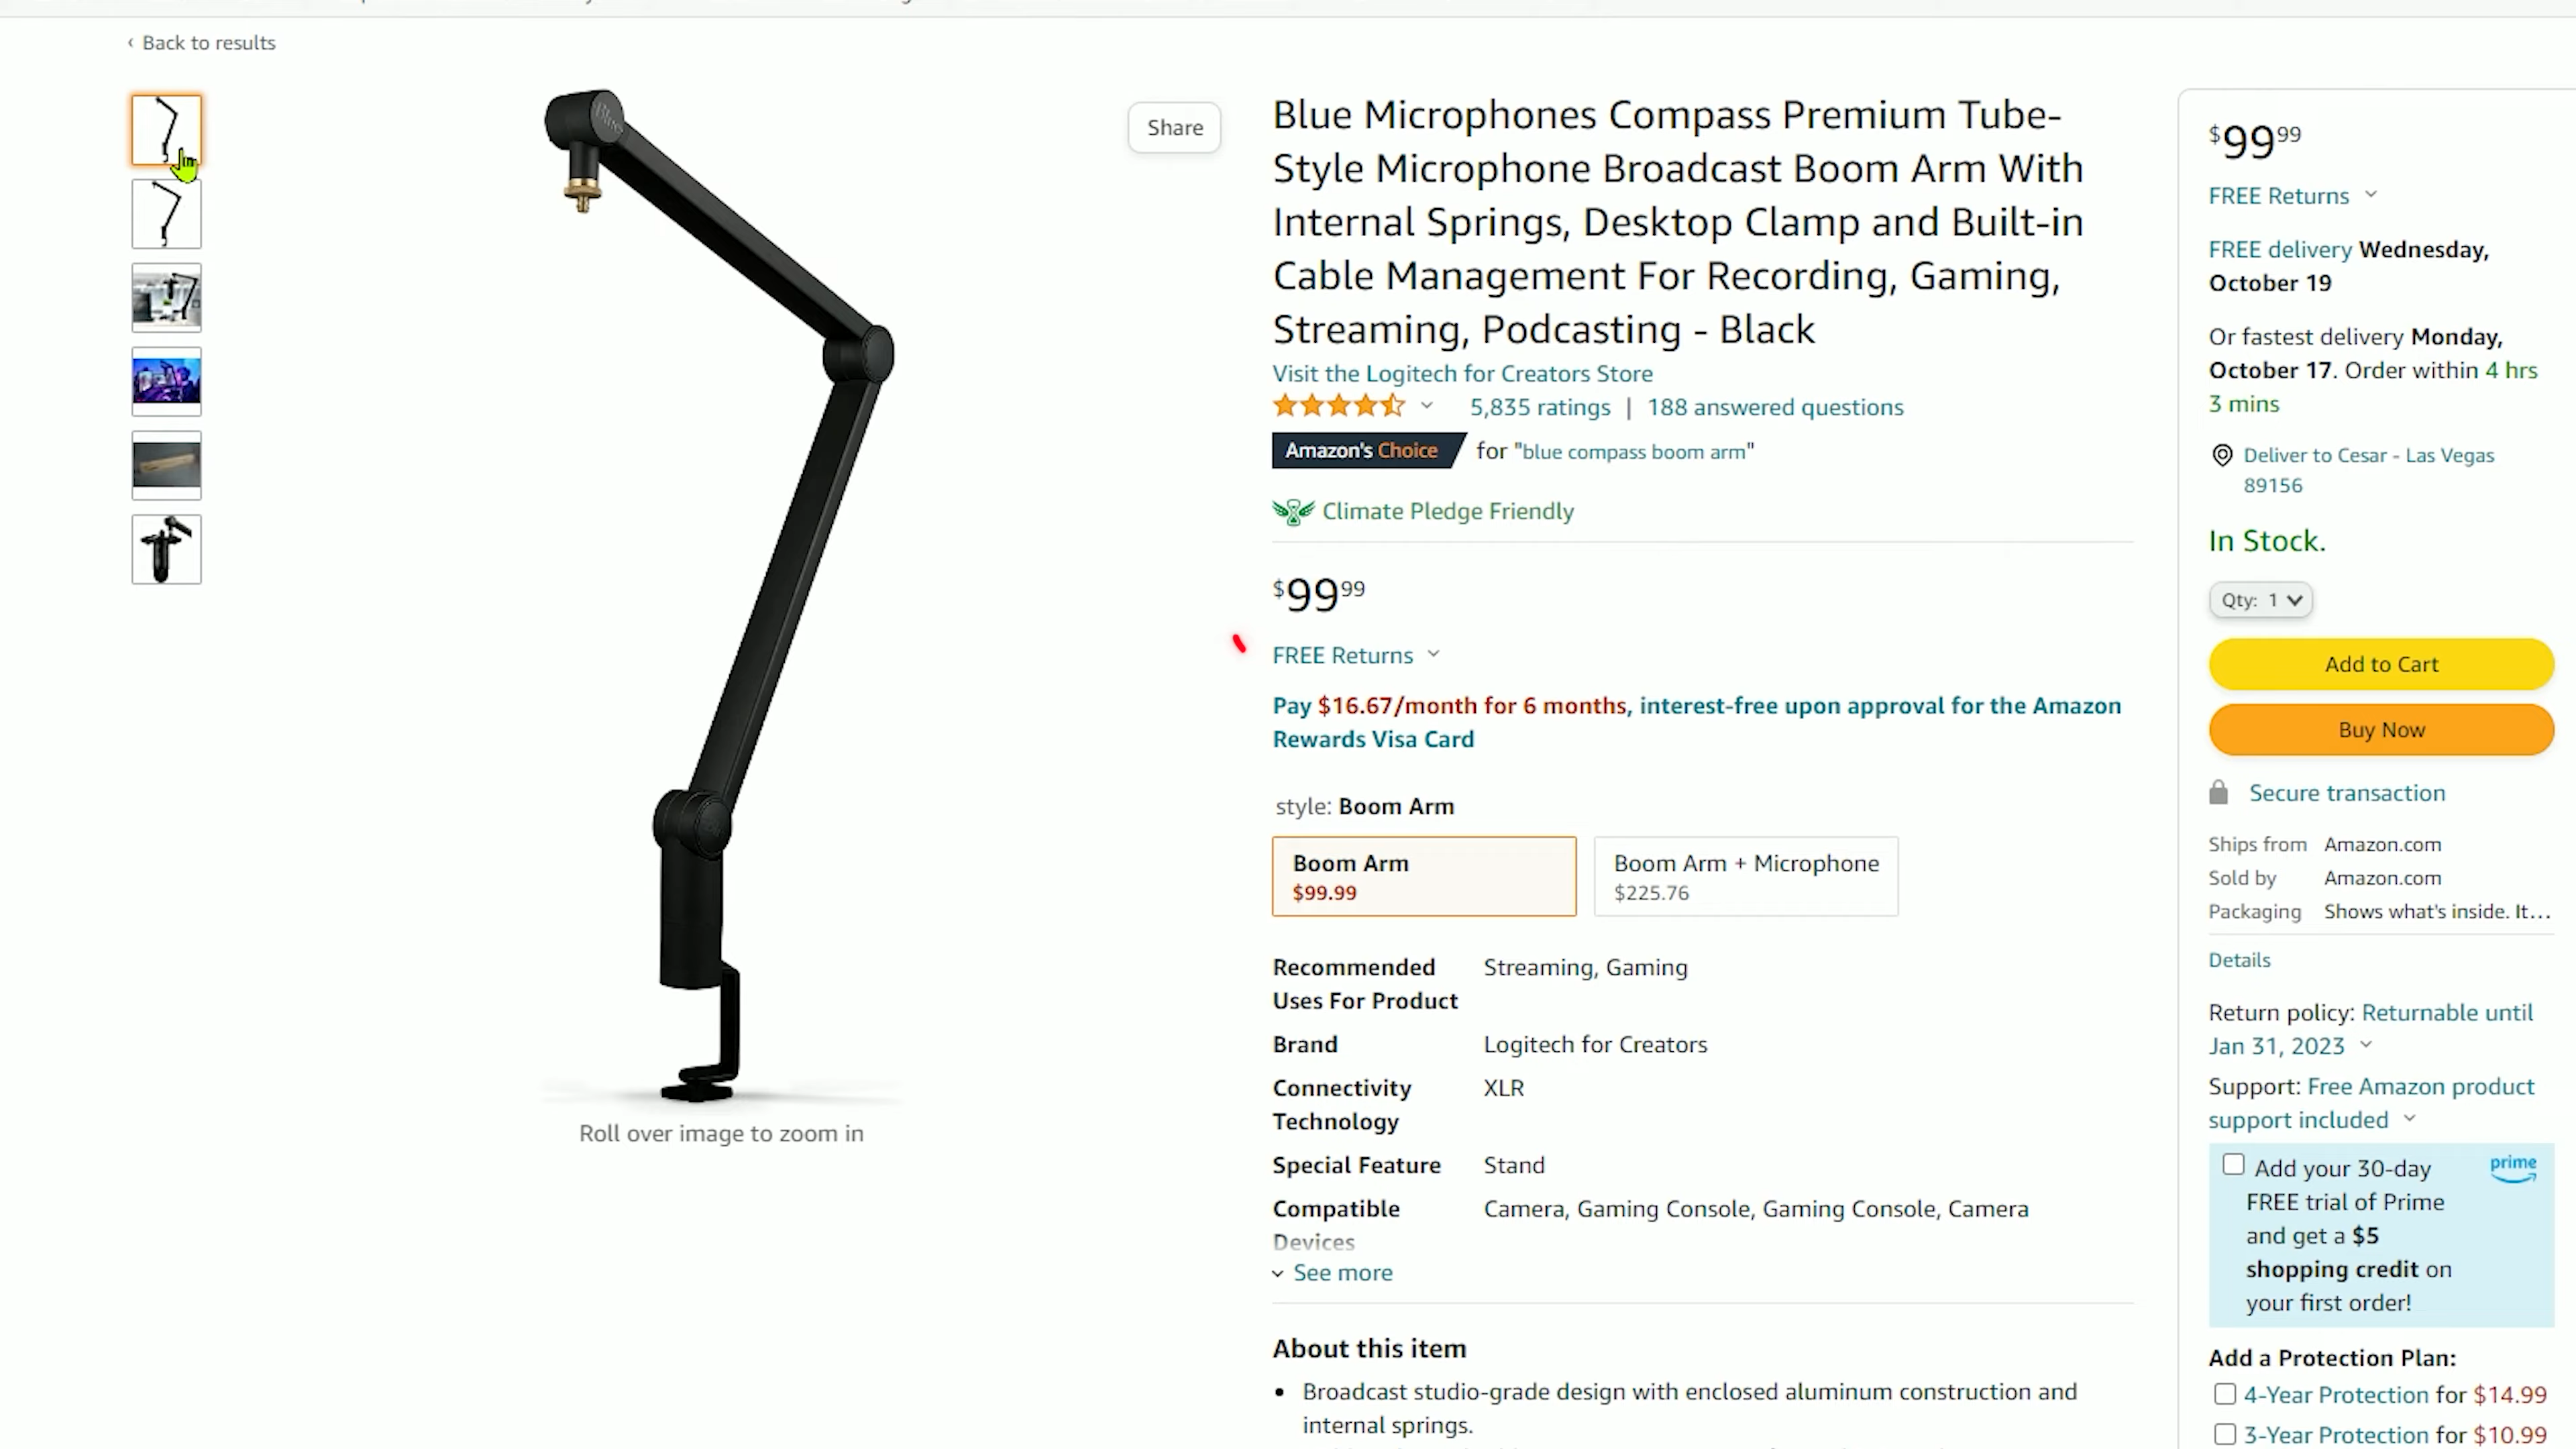 ‹ Back to results
Blue
Share
Blue Microphones Compass Premium Tube-
Style Microphone Broadcast Boom Arm With
Internal Springs, Desktop Clamp and Built-in
Cable Management For Recording, Gaming,
Streaming, Podcasting - Black
Visit the Logitech for Creators Store
5,835 ratings | 188 answered questions
Amazon's Choice for "blue compass boom arm"
Climate Pledge Friendly
$99 99
FREE Returns
Pay $16.67/month for 6 months, interest-free upon approval for the Amazon
Rewards Visa Card
style: Boom Arm
Boom Arm
$99.99
Boom Arm + Microphone
$225.76
Recommended Streaming, Gaming
Uses For Product
Brand Logitech for Creators
Connectivity XLR
Technology
Special Feature Stand
Compatible Camera, Gaming Console, Gaming Console, Camera
Devices
See more
About this item
• Broadcast studio-grade design with enclosed aluminum construction and
internal springs.
Roll over image to zoom in
$99 99
FREE Returns
FREE delivery Wednesday,
October 19
Or fastest delivery Monday,
October 17. Order within 4 hrs
3 mins
Deliver to Cesar - Las Vegas
89156
In Stock.
Qty: 1
Add to Cart
Buy Now
Secure transaction
Ships from Amazon.com
Sold by Amazon.com
Packaging Shows what's inside. It...
Details
Return policy: Returnable until
Jan 31, 2023
Support: Free Amazon product
support included
Add your 30-day prime
FREE trial of Prime
and get a $5
shopping credit on
your first order!
Add a Protection Plan:
4-Year Protection for $14.99
3-Year Protection for $10.99